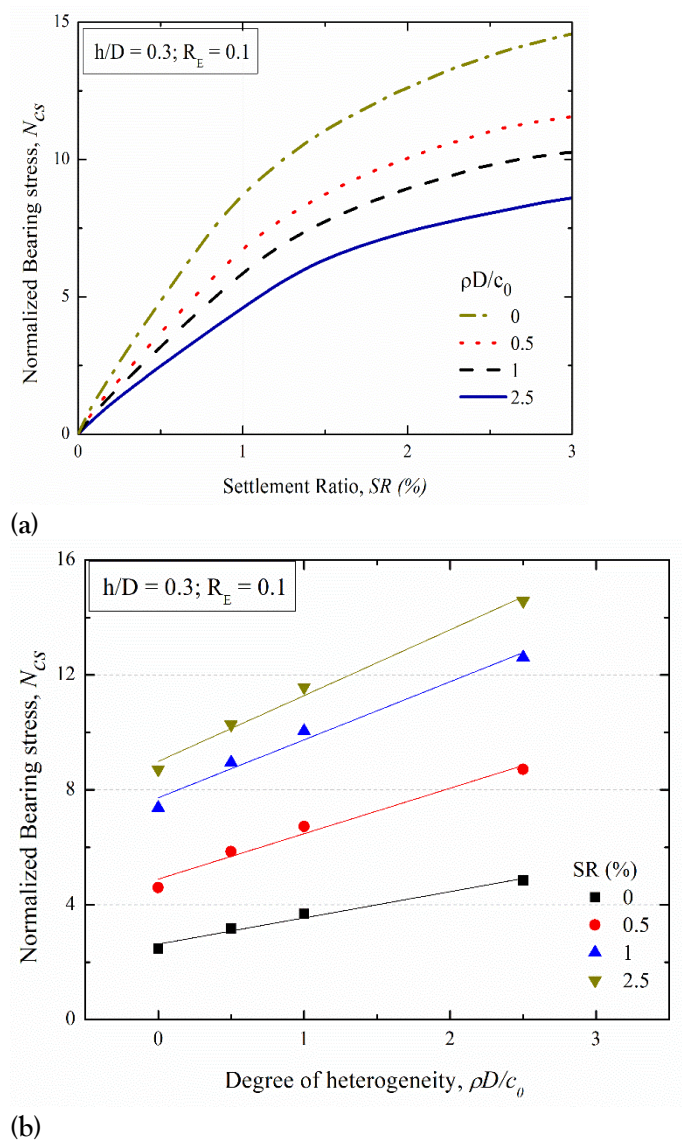 15
10
5
0
Normalized Bearing stress, N_CS
h/D = 0.3; R_E = 0.1
ρD/c_0
0
0.5
1
2.5
0 1 2 3
Settlement Ratio, SR (%)
(a)
16
12
8
4
0
Normalized Bearing stress, N_CS
h/D = 0.3; R_E = 0.1
SR (%)
0
0.5
1
2.5
0 1 2 3
Degree of heterogeneity, ρD/c_0
(b)